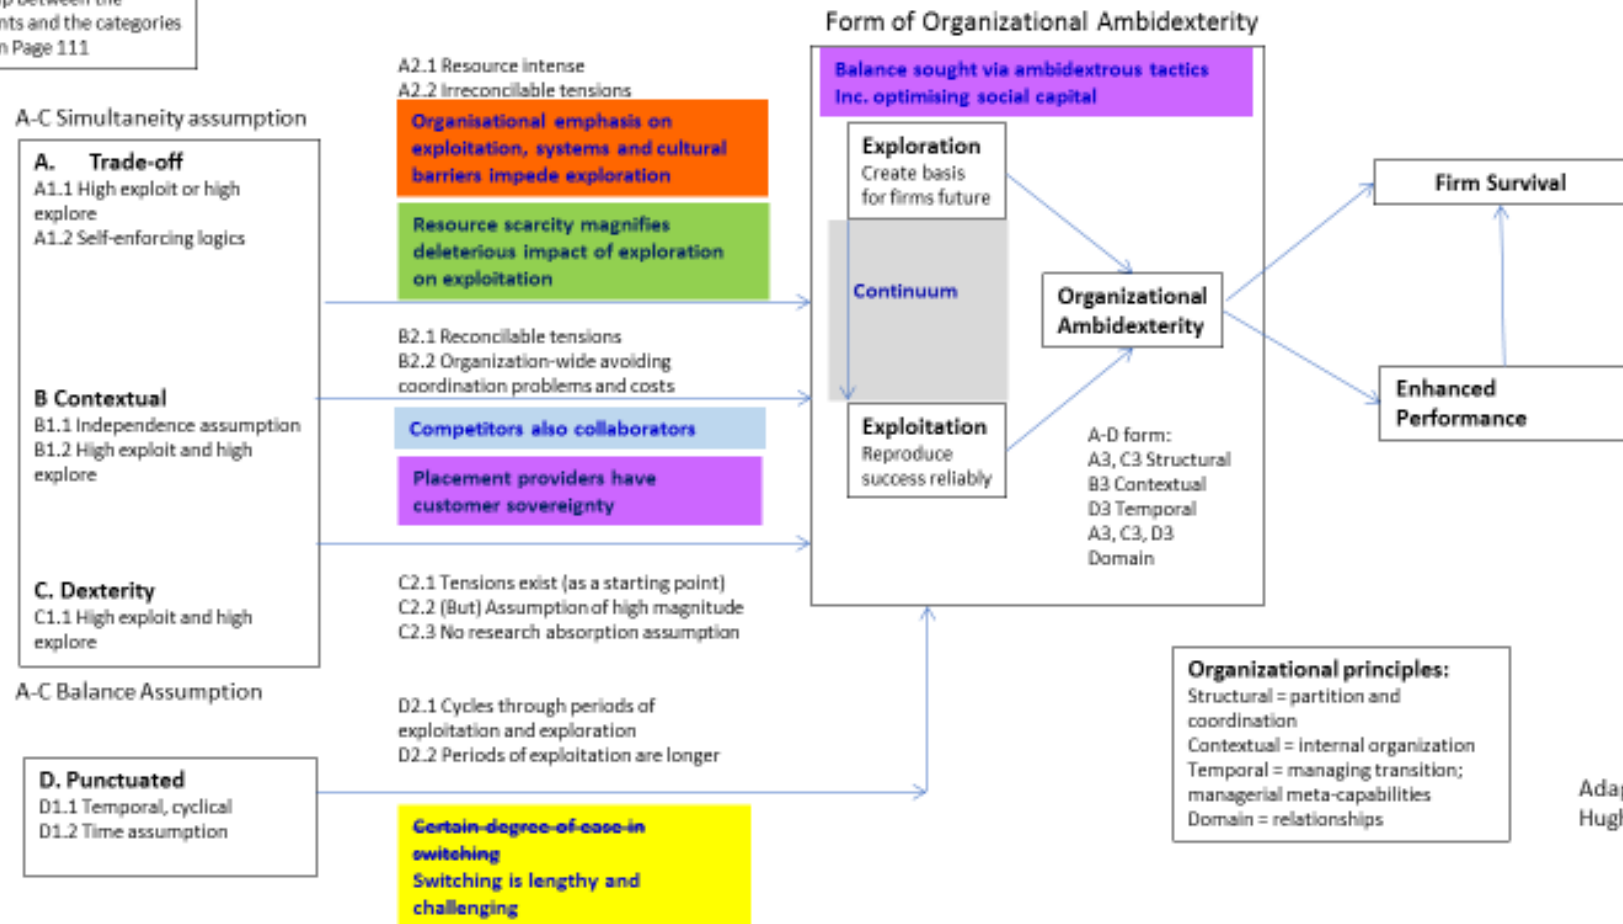 up between the
nts and the categories
n Page 111
A-C Simultaneity assumption
A. Trade-off
A1.1 High exploit or high
explore
A1.2 Self-enforcing logics
B Contextual
B1.1 Independence assumption
B1.2 High exploit and high
explore
C. Dexterity
C1.1 High exploit and high
explore
A-C Balance Assumption
D. Punctuated
D1.1 Temporal, cyclical
D1.2 Time assumption
A2.1 Resource intense
A2.2 Irreconcilable tensions
Organisational emphasis on
exploitation, systems and cultural
barriers impede exploration
Resource scarcity magnifies
deleterious impact of exploration
on exploitation
B2.1 Reconcilable tensions
B2.2 Organization-wide avoiding
coordination problems and costs
Competitors also collaborators
Placement providers have
customer sovereignty
C2.1 Tensions exist (as a starting point)
C2.2 (But) Assumption of high magnitude
C2.3 No research absorption assumption
D2.1 Cycles through periods of
exploitation and exploration
D2.2 Periods of exploitation are longer
Certain degree of ease in
switching
Switching is lengthy and
challenging
Form of Organizational Ambidexterity
Balance sought via ambidextrous tactics
Inc. optimising social capital
Exploration
Create basis
for firms future
Continuum
Exploitation
Reproduce
success reliably
Organizational
Ambidexterity
A-D form:
A3, C3 Structural
B3 Contextual
D3 Temporal
A3, C3, D3
Domain
Firm Survival
Enhanced
Performance
Organizational principles:
Structural = partition and
coordination
Contextual = internal organization
Temporal = managing transition;
managerial meta-capabilities
Domain = relationships
Adap
Hugh